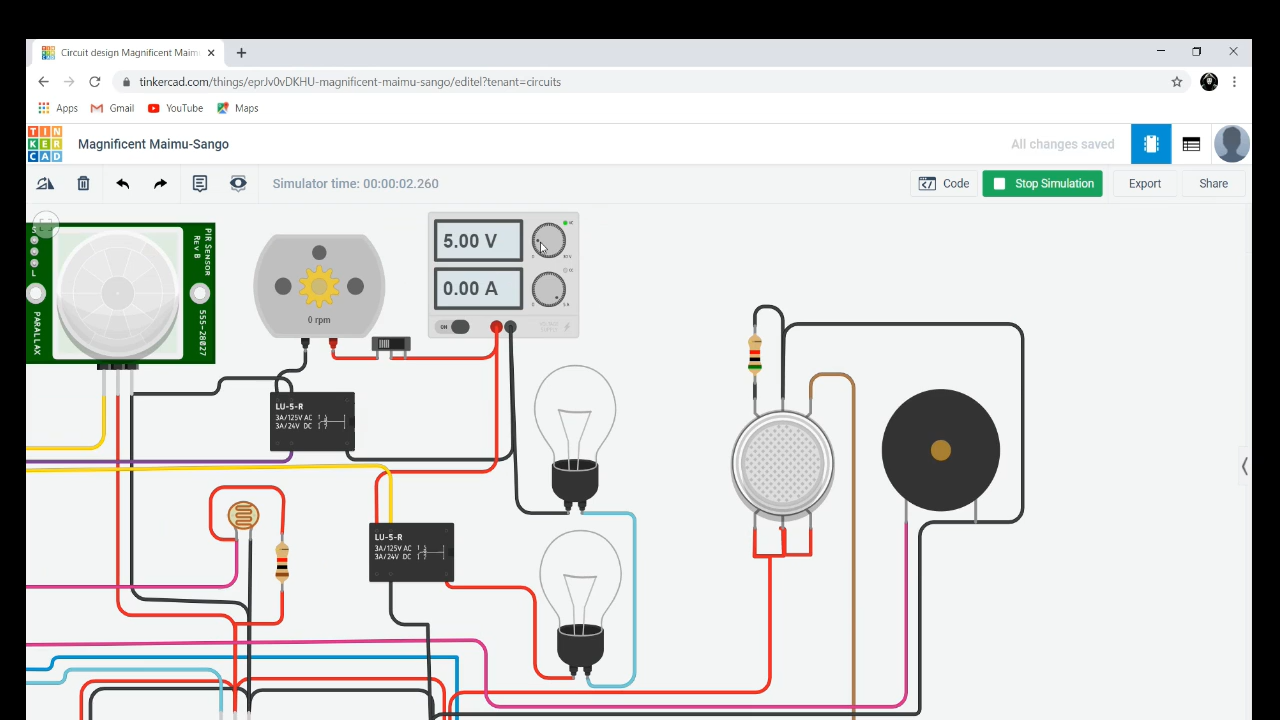 Circuit design Magnificent Maim
tinkercad.com/things/eprJv0vDKHU-magnificent-maimu-sango/editel?tenant=circuits
Apps Gmail YouTube Maps
TIN
KER
CAD
Magnificent Maimu-Sango
All changes saved
Simulator time: 00:00:02.260
Code
Stop Simulation
Export
Share
S
L
PIR SENSOR
REV B
PARALLAX
555-28027
0 rpm
5.00 V
0.00 A
ON
LU-5-R
3A/125V AC
3A/24V DC
LU-5-R
3A/125V AC
3A/24V DC